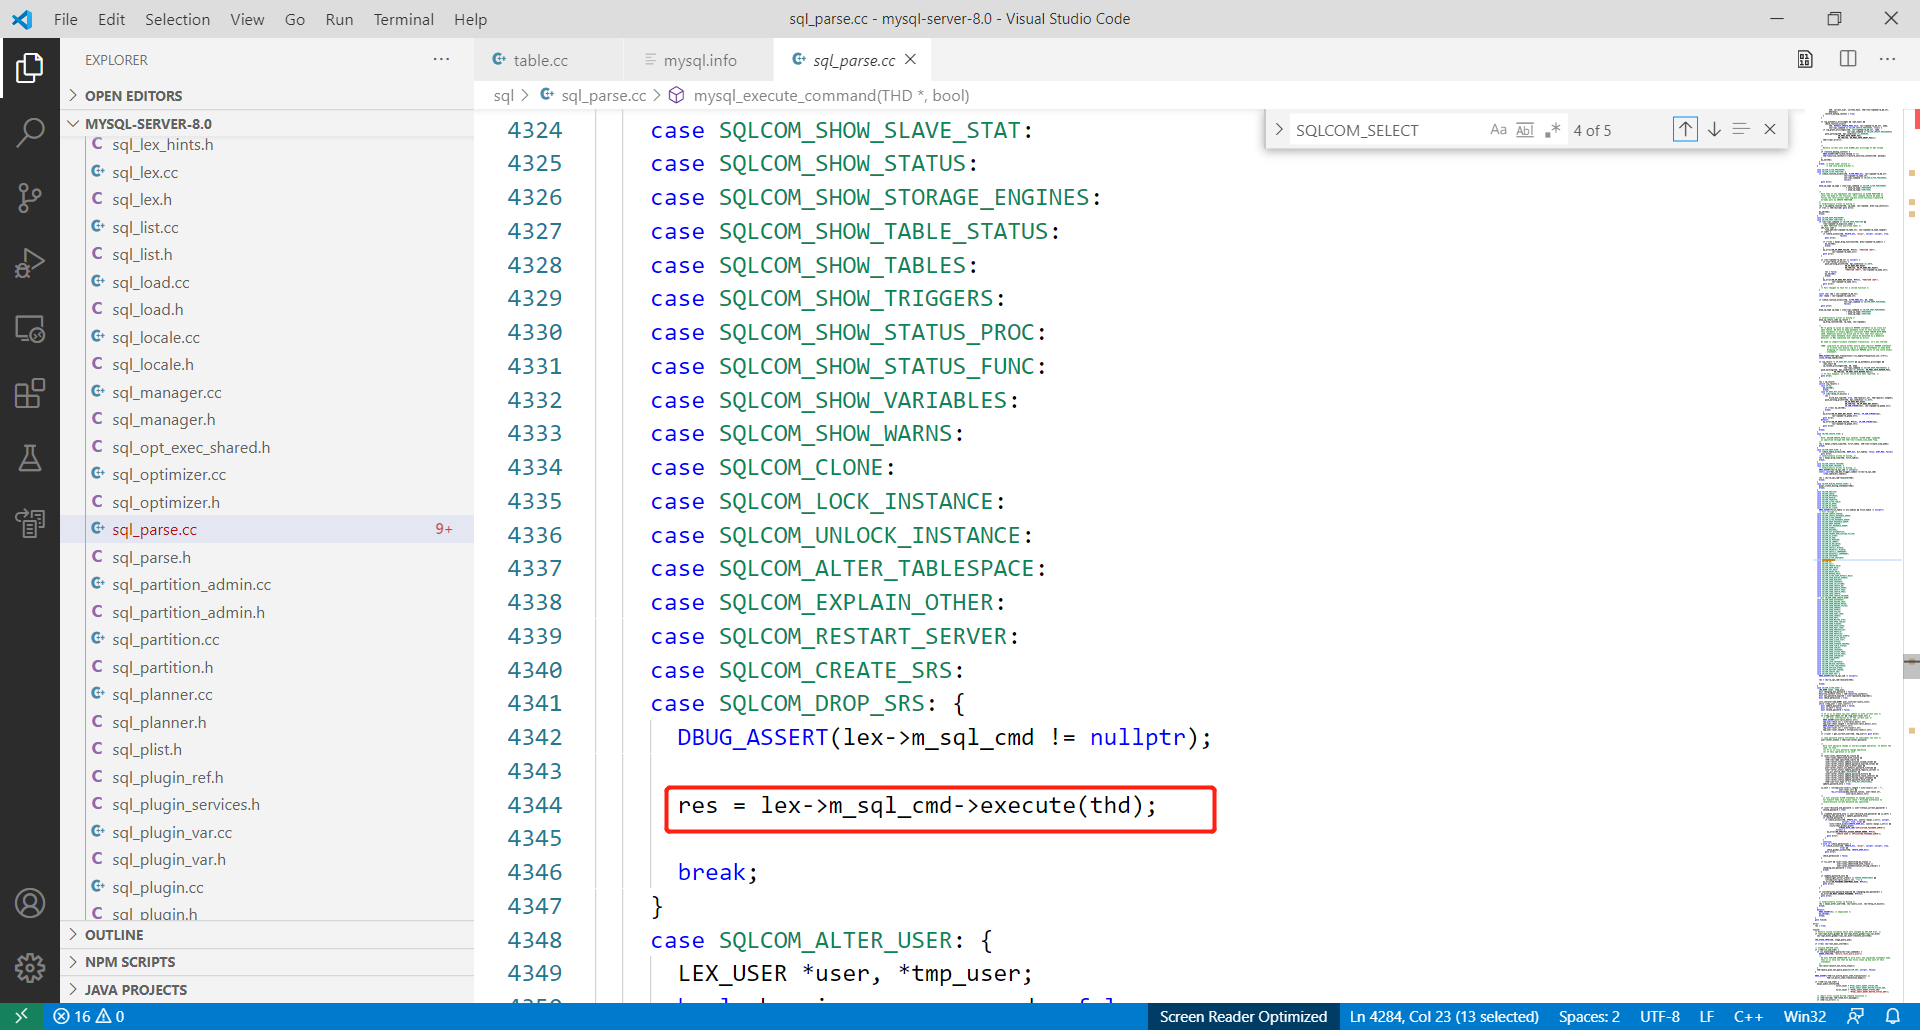 File Edit Selection View Go Run Terminal Help
sql_parse.cc - mysql-server-8.0 - Visual Studio Code
EXPLORER
OPEN EDITORS
MYSQL-SERVER-8.0
sql_lex_hints.h
sql_lex.cc
sql_lex.h
sql_list.cc
sql_list.h
sql_load.cc
sql_load.h
sql_locale.cc
sql_locale.h
sql_manager.cc
sql_manager.h
sql_opt_exec_shared.h
sql_optimizer.cc
sql_optimizer.h
sql_parse.cc 9+
sql_parse.h
sql_partition_admin.cc
sql_partition_admin.h
sql_partition.cc
sql_partition.h
sql_planner.cc
sql_planner.h
sql_plist.h
sql_plugin_ref.h
sql_plugin_services.h
sql_plugin_var.cc
sql_plugin_var.h
sql_plugin.cc
sql_plugin.h
OUTLINE
NPM SCRIPTS
JAVA PROJECTS
table.cc mysql.info sql_parse.cc
sql > sql_parse.cc > mysql_execute_command(THD *, bool)
SQLCOM_SELECT Aa Abl .* 4 of 5
4324 case SQLCOM_SHOW_SLAVE_STAT:
4325 case SQLCOM_SHOW_STATUS:
4326 case SQLCOM_SHOW_STORAGE_ENGINES:
4327 case SQLCOM_SHOW_TABLE_STATUS:
4328 case SQLCOM_SHOW_TABLES:
4329 case SQLCOM_SHOW_TRIGGERS:
4330 case SQLCOM_SHOW_STATUS_PROC:
4331 case SQLCOM_SHOW_STATUS_FUNC:
4332 case SQLCOM_SHOW_VARIABLES:
4333 case SQLCOM_SHOW_WARNS:
4334 case SQLCOM_CLONE:
4335 case SQLCOM_LOCK_INSTANCE:
4336 case SQLCOM_UNLOCK_INSTANCE:
4337 case SQLCOM_ALTER_TABLESPACE:
4338 case SQLCOM_EXPLAIN_OTHER:
4339 case SQLCOM_RESTART_SERVER:
4340 case SQLCOM_CREATE_SRS:
4341 case SQLCOM_DROP_SRS: {
4342 DBUG_ASSERT(lex->m_sql_cmd != nullptr);
4343
4344 res = lex->m_sql_cmd->execute(thd);
4345
4346 break;
4347 }
4348 case SQLCOM_ALTER_USER: {
4349 LEX_USER *user, *tmp_user;
16 0
Screen Reader Optimized Ln 4284, Col 23 (13 selected) Spaces: 2 UTF-8 LF C++ Win32